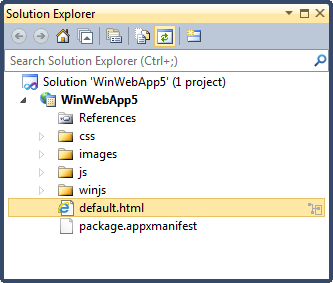 Solution Explorer
Search Solution Explorer (Ctrl+;)
Solution 'WinWebApp5' (1 project)
WinWebApp5
References
css
images
js
winjs
default.html
package.appxmanifest